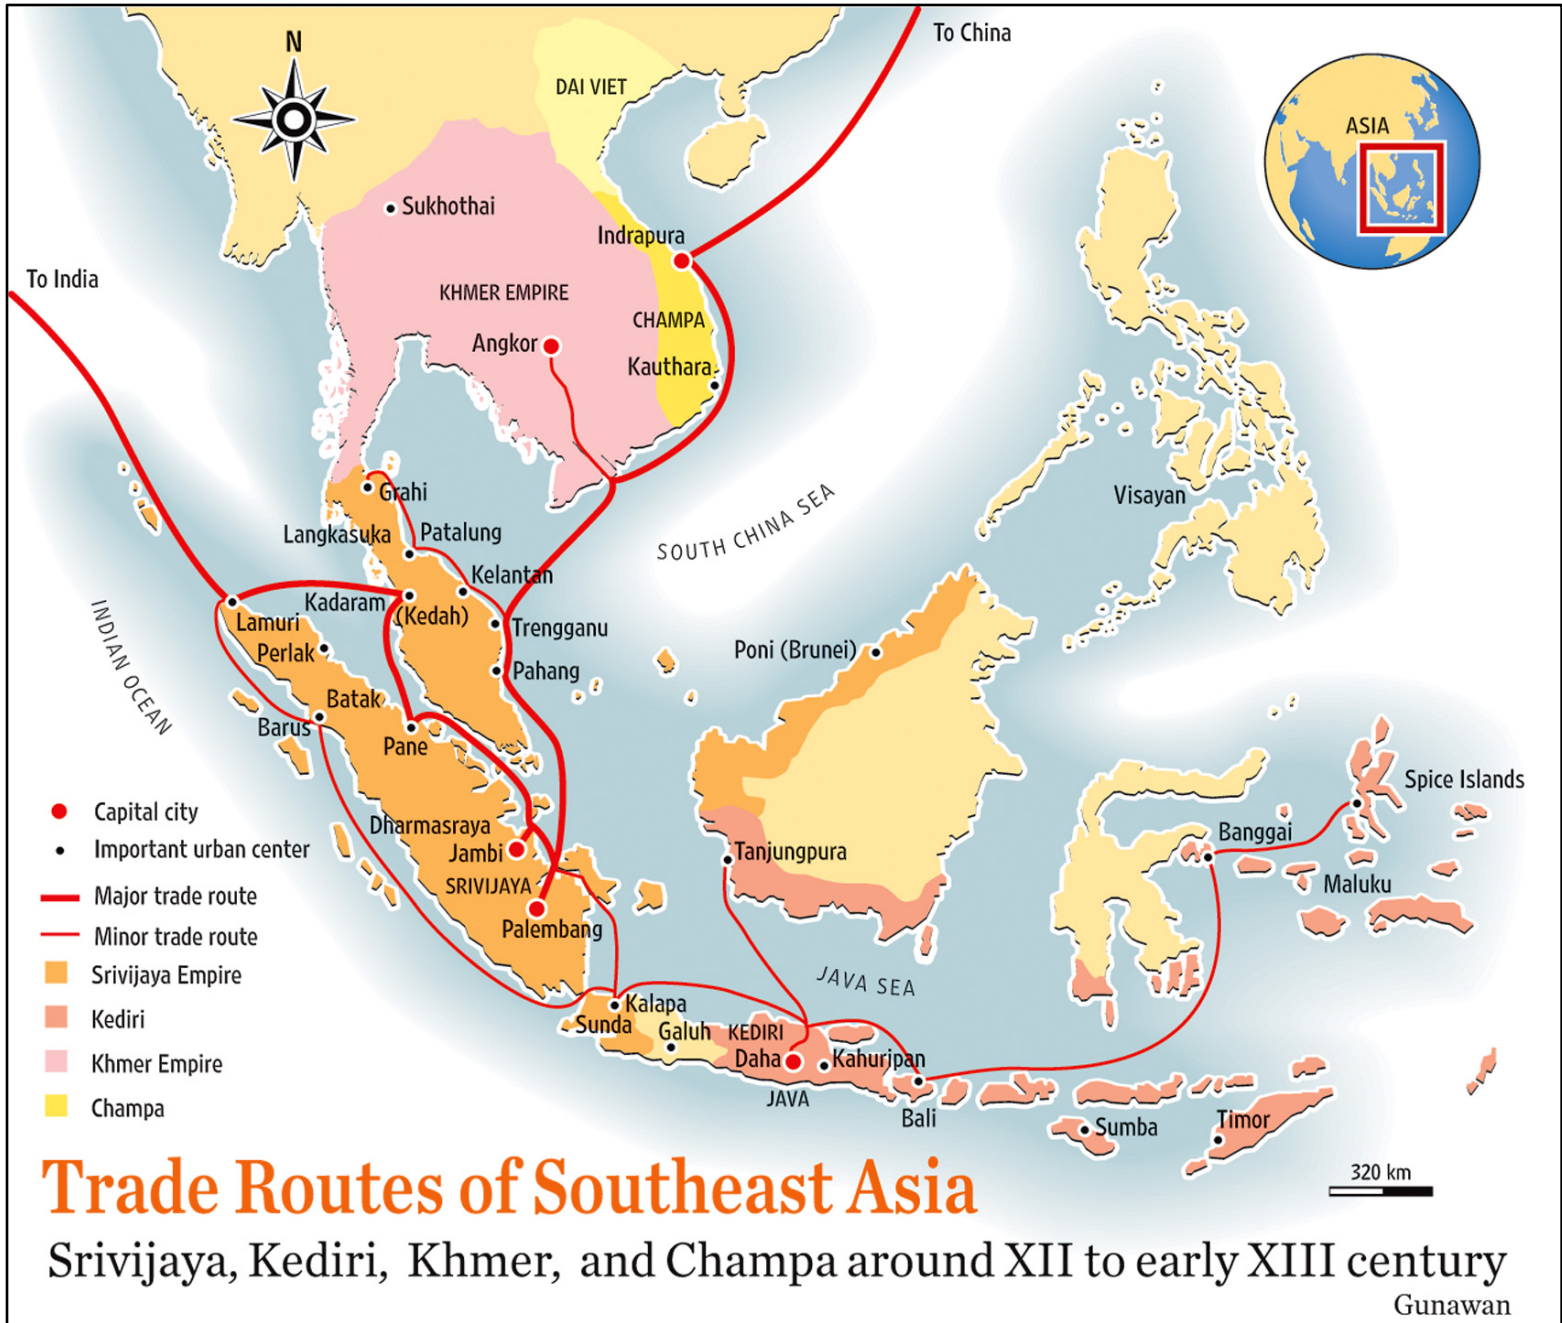 To China
N
DAI VIET
ASIA
Sukhothai
Indrapura
To India
KHMER EMPIRE
CHAMPA
Angkor
Kauthara
Grahi
Visayan
SOUTH CHINA SEA
Langkasuka
Patalung
Kelantan
Kadaram
(Kedah)
INDIAN OCEAN
Lamuri
Trengganu
Perlak
Poni (Brunei)
Pahang
Batak
Barus
Pane
Spice Islands
Capital city
Dharmasraya
Banggai
Important urban center
Jambi
Tanjungpura
SRIVIJAYA
Maluku
Major trade route
Palembang
Minor trade route
Srivijaya Empire
JAVA SEA
Kalapa
Kediri
Sunda
Galuh
KEDIRI
Daha
Kahuripan
Khmer Empire
JAVA
Champa
Bali
Sumba
Timor
320 km
Trade Routes of Southeast Asia
Srivijaya, Kediri, Khmer, and Champa around XII to early XIII century
Gunawan